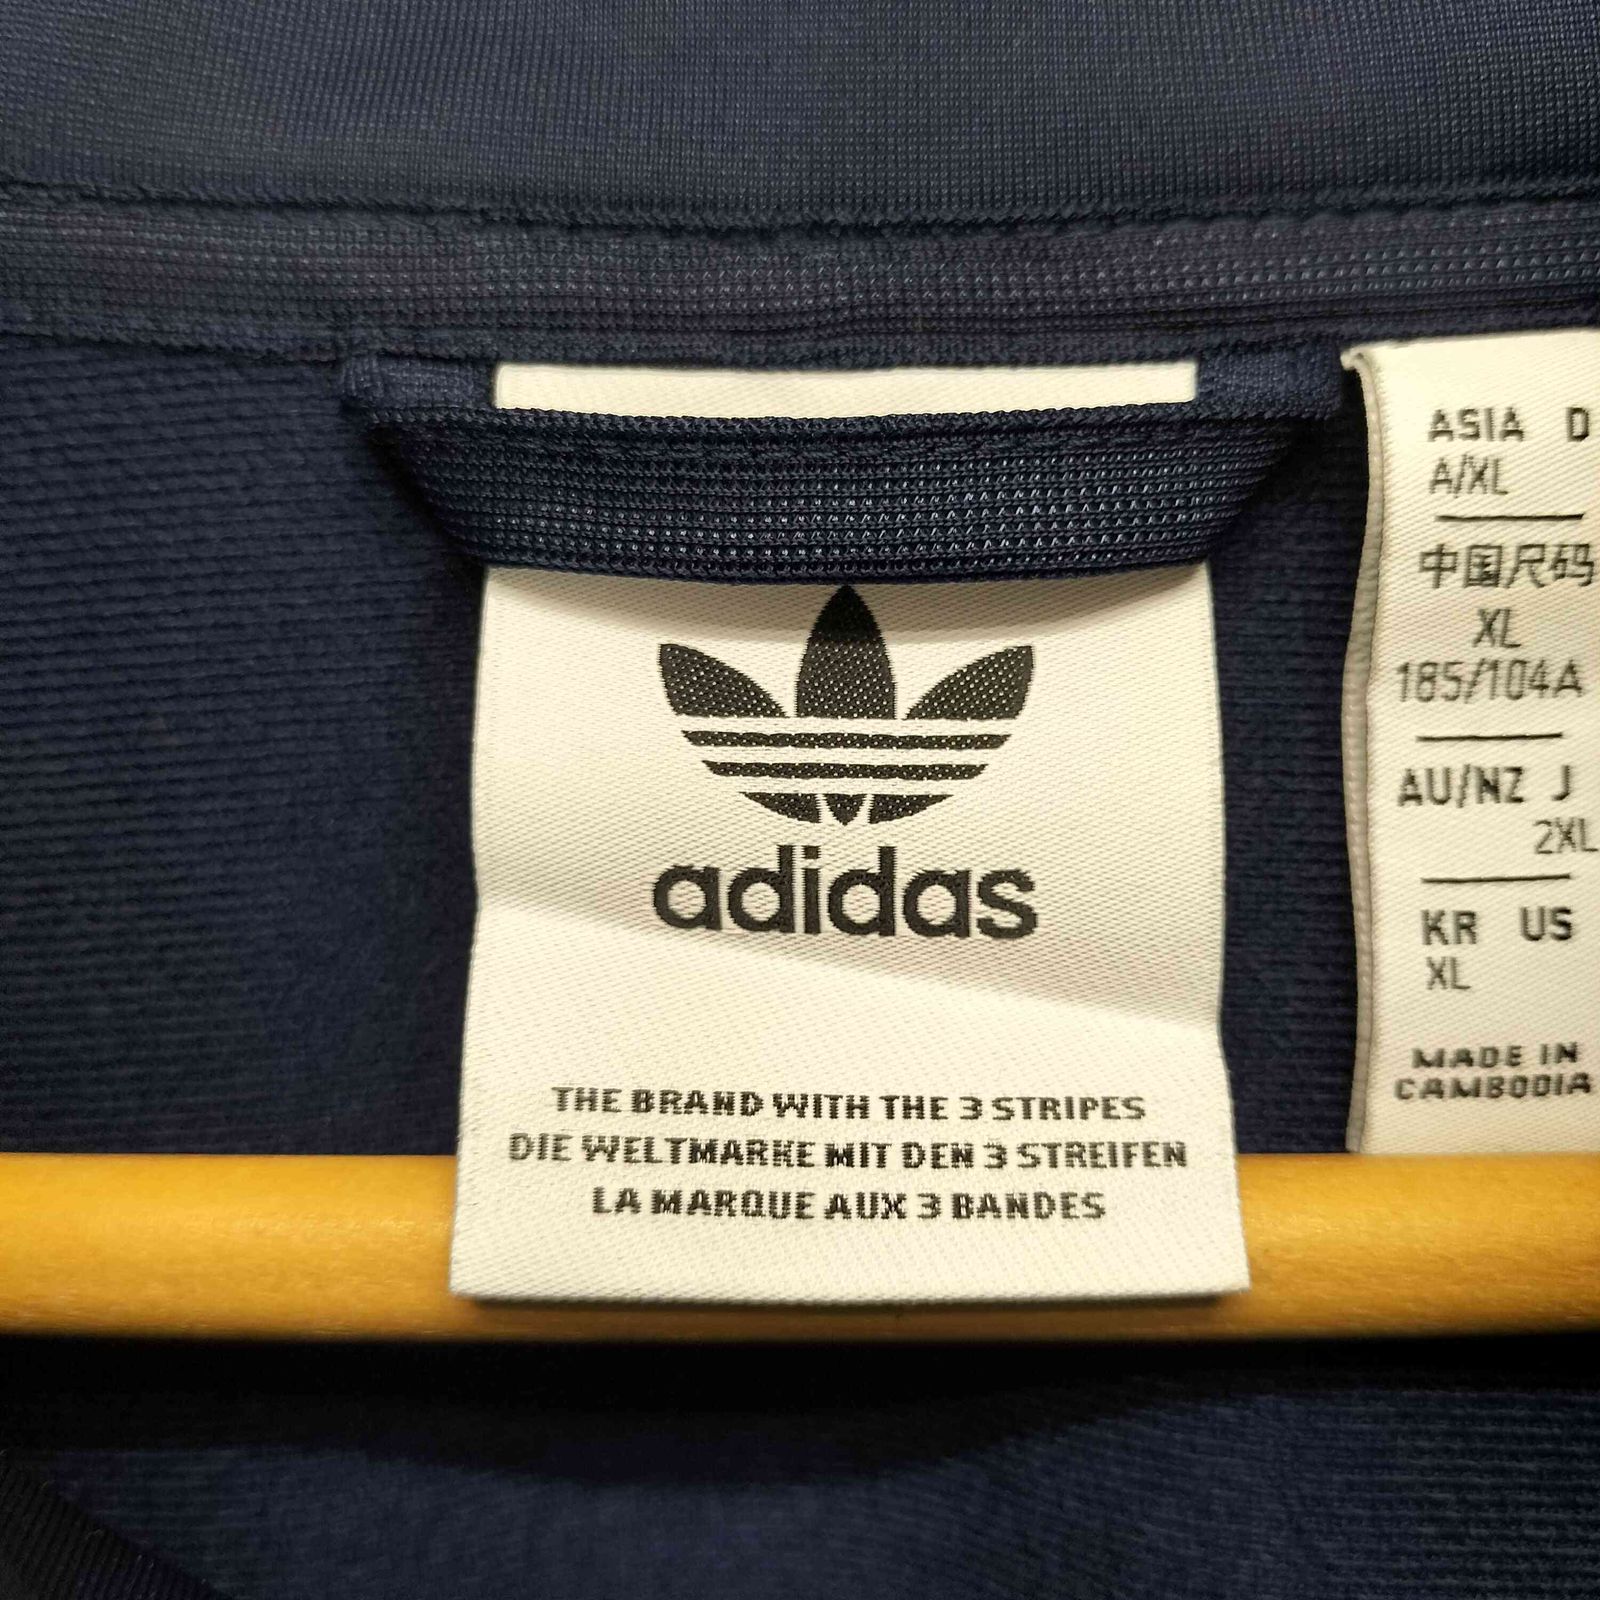 adidas
THE BRAND WITH THE 3 STRIPES
DIE WELTMARKE MIT DEN 3 STREIFEN
LA MARQUE AUX 3 BANDES
ASIA D
A/XL
中国尺码
XL
185/104A
AU/NZ J
2XL
KR US
XL
MADE IN
CAMBODIA